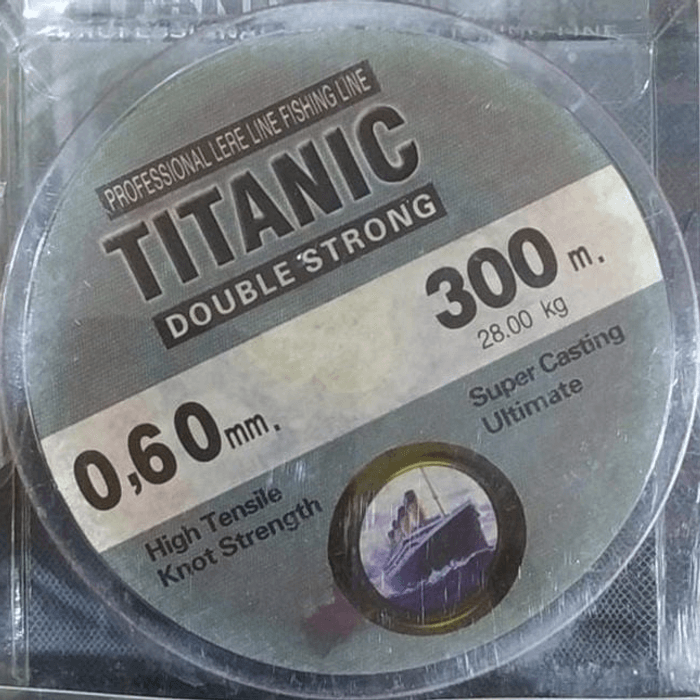 PROFESSIONAL LERE LINE FISHING LINE
TITANIC
DOUBLE STRONG
300 m.
28.00 kg
0,60 mm.
Super Casting
Ultimate
High Tensile
Knot Strength